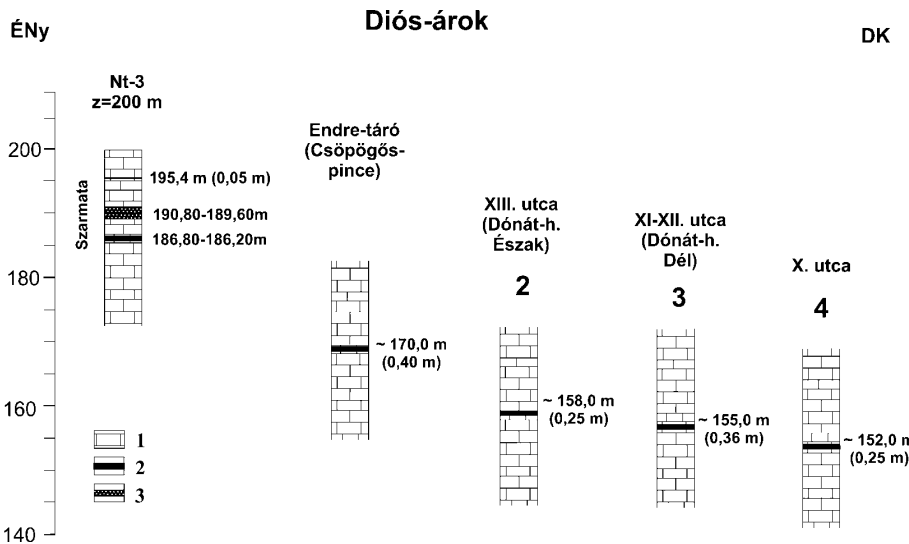 Diós-árok
ÉNy
DK
Nt-3
z=200 m
200
180
160
140
Szarmata
195,4 m (0,05 m)
190,80-189,60m
186,80-186,20m
Endre-táró
(Csöpögős-
pince)
~ 170,0 m
(0,40 m)
XIII. utca
(Dónát-h.
Észak)
2
~ 158,0 m
(0,25 m)
XI-XII. utca
(Dónát-h.
Dél)
3
~ 155,0 m
(0,36 m)
X. utca
4
~ 152,0
(0,25 m)
1
2
3